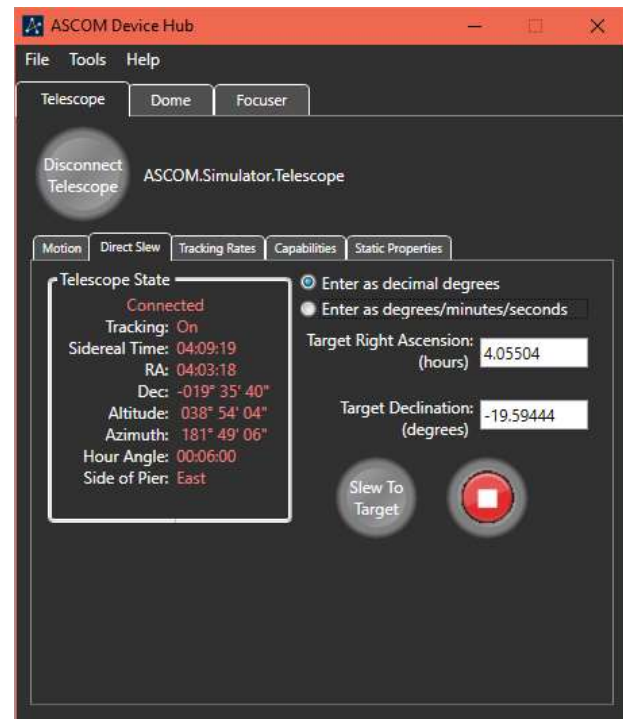 ASCOM Device Hub
File Tools Help
Telescope Dome Focuser
Disconnect
Telescope
ASCOM.Simulator.Telescope
Motion Direct Slew Tracking Rates Capabilities Static Properties
Telescope State
Connected
Tracking: On
Sidereal Time: 04:09:19
RA: 04:03:18
Dec: -019° 35' 40"
Altitude: 038° 54' 04"
Azimuth: 181° 49' 06"
Hour Angle: 00:06:00
Side of Pier: East
Enter as decimal degrees
Enter as degrees/minutes/seconds
Target Right Ascension:
(hours)
4.05504
Target Declination:
(degrees)
-19.59444
Slew To
Target